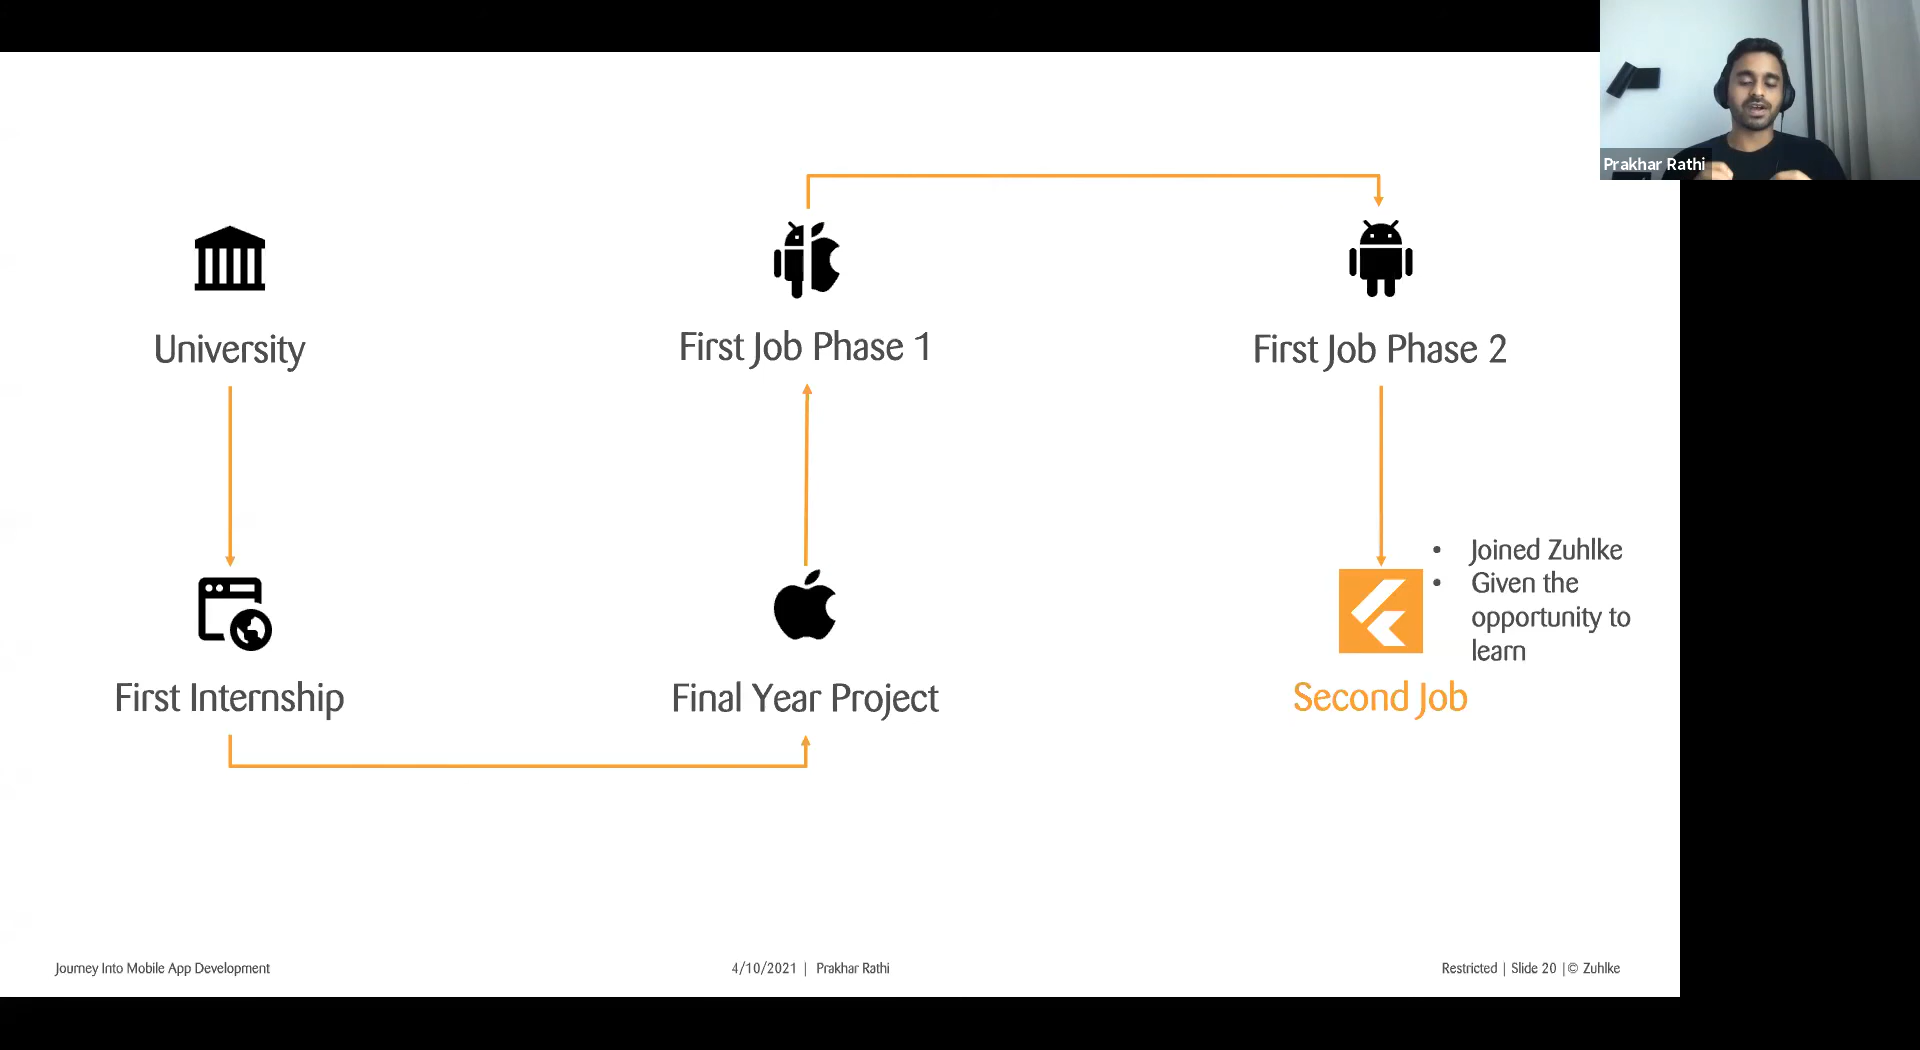 Prakhar Rathi
University
First Job Phase 1
First Job Phase 2
• Joined Zuhlke
• Given the
opportunity to
learn
First Internship
Final Year Project
Second Job
Journey Into Mobile App Development
4/10/2021 | Prakhar Rathi
Restricted | Slide 20 | © Zuhlke